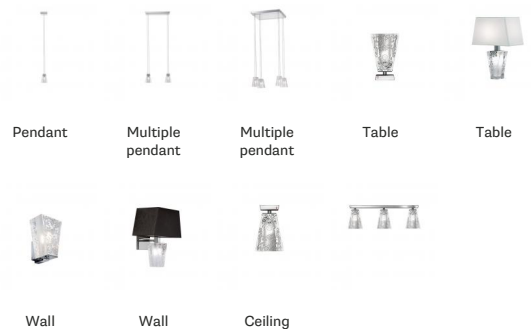 Pendant
Multiple
pendant
Multiple
pendant
Table
Table
Wall
Wall
Ceiling